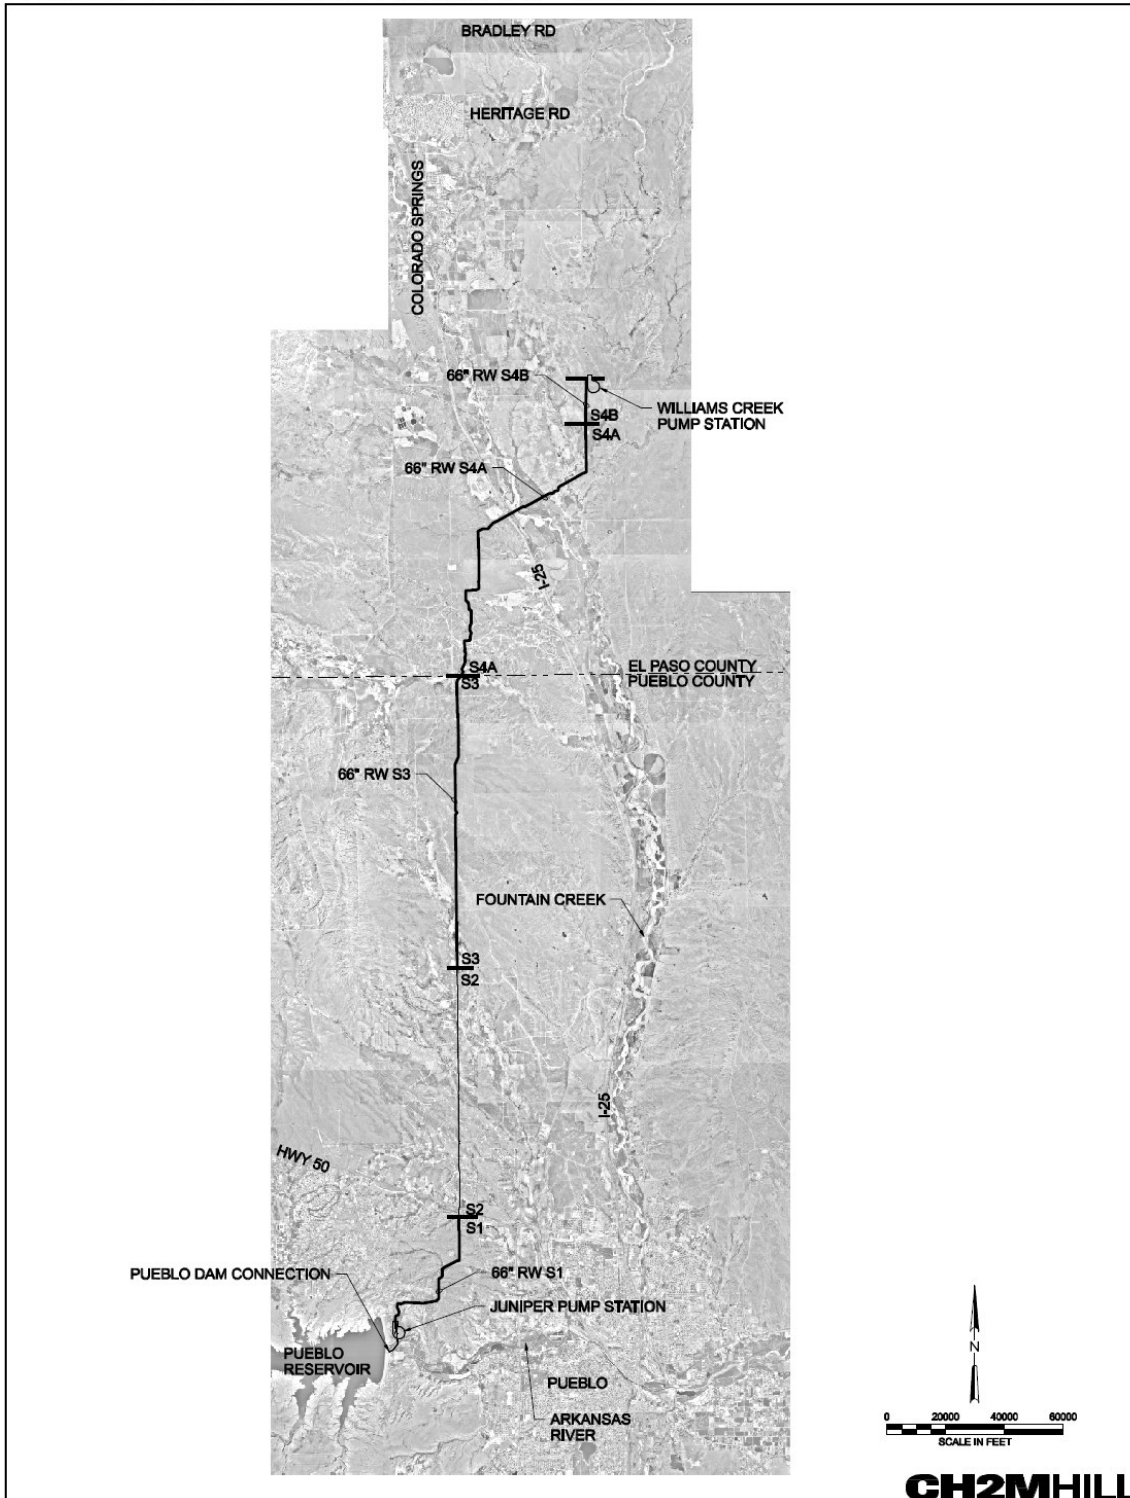 BRADLEY RD
HERITAGE RD
COLORADO SPRINGS
66" RW S4B
WILLIAMS CREEK
PUMP STATION
S4B
S4A
66" RW S4A
I-25
S4A
S3
EL PASO COUNTY
PUEBLO COUNTY
66" RW S3
FOUNTAIN CREEK
S3
S2
I-25
HWY 50
S2
S1
PUEBLO DAM CONNECTION
66" RW S1
JUNIPER PUMP STATION
PUEBLO
RESERVOIR
PUEBLO
ARKANSAS
RIVER
N
0 20000 40000 60000
SCALE IN FEET
CH2MHILL